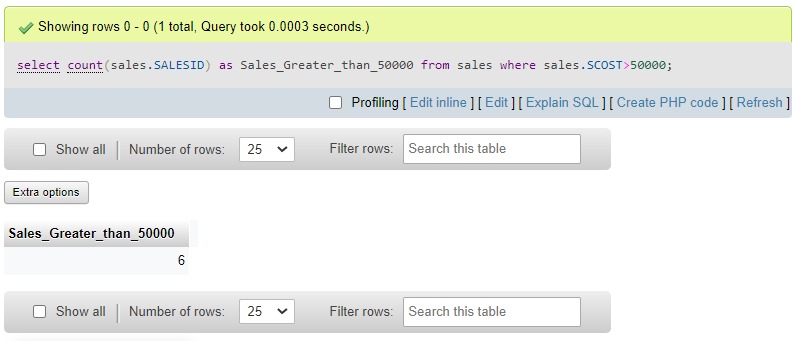 Showing rows 0 - 0 (1 total, Query took 0.0003 seconds.)
select count(sales.SALESID) as Sales_Greater_than_50000 from sales where sales.SCOST>50000;
Profiling [ Edit inline ] [ Edit ] [ Explain SQL ] [ Create PHP code ] [ Refresh ]
Show all Number of rows: 25 Filter rows: Search this table
Extra options
Sales_Greater_than_50000
6
Show all Number of rows: 25 Filter rows: Search this table